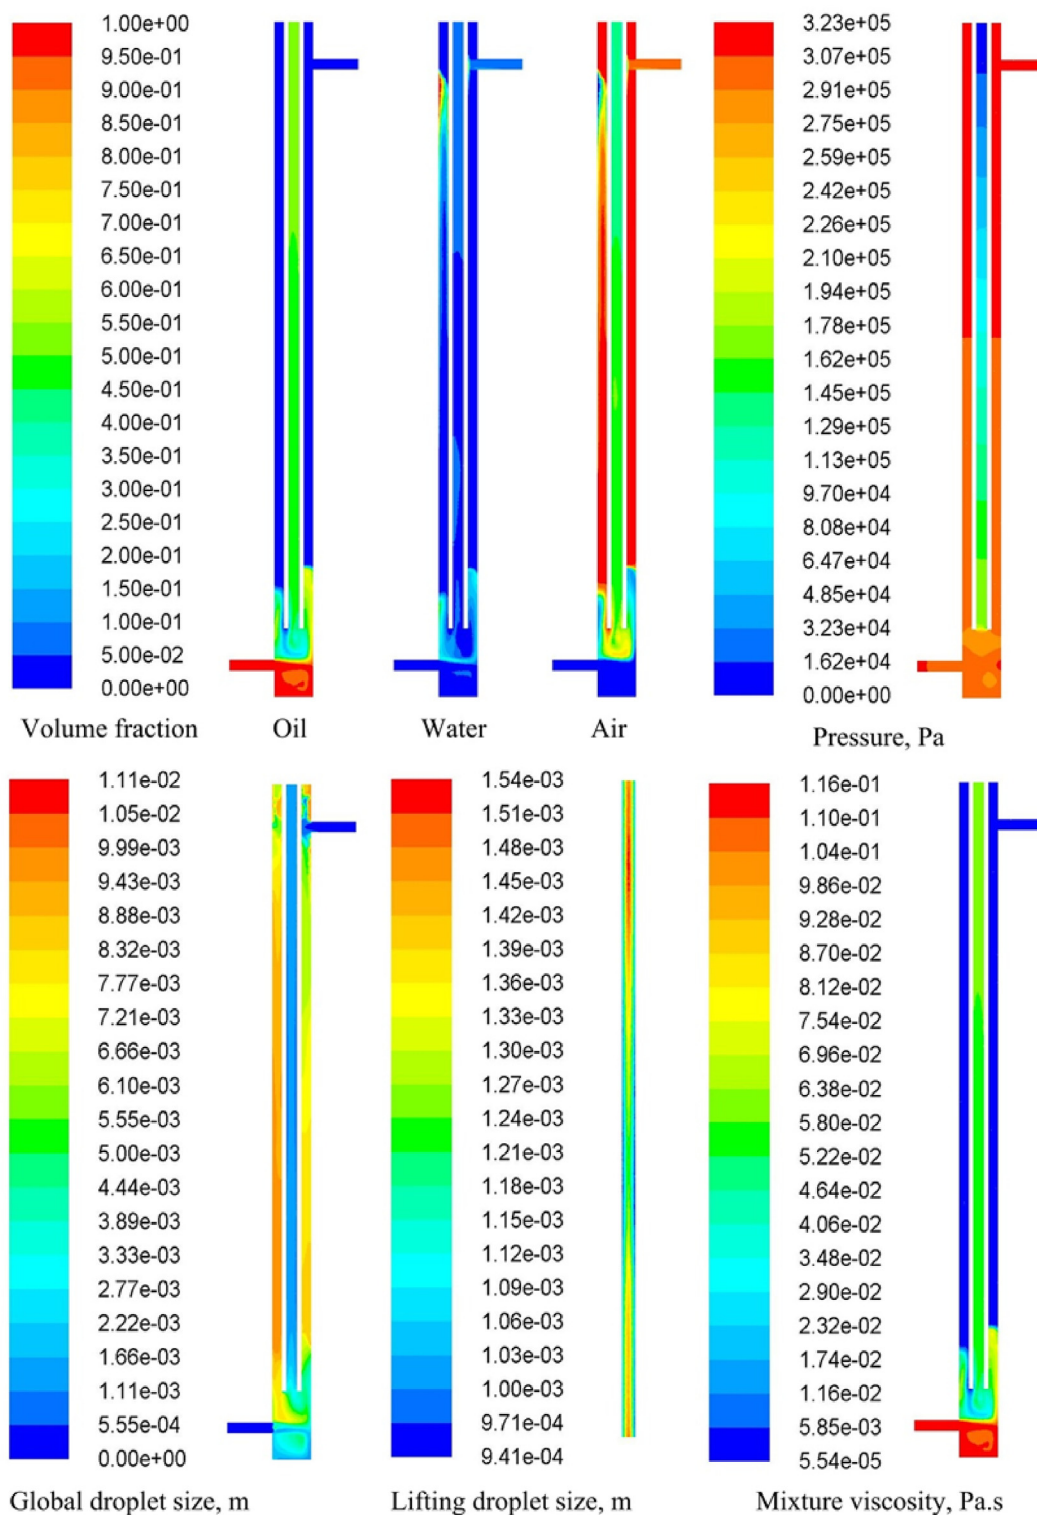 1.00e+00
9.50e-01
9.00e-01
8.50e-01
8.00e-01
7.50e-01
7.00e-01
6.50e-01
6.00e-01
5.50e-01
5.00e-01
4.50e-01
4.00e-01
3.50e-01
3.00e-01
2.50e-01
2.00e-01
1.50e-01
1.00e-01
5.00e-02
0.00e+00
Volume fraction
Oil
Water
Air
3.23e+05
3.07e+05
2.91e+05
2.75e+05
2.59e+05
2.42e+05
2.26e+05
2.10e+05
1.94e+05
1.78e+05
1.62e+05
1.45e+05
1.29e+05
1.13e+05
9.70e+04
8.08e+04
6.47e+04
4.85e+04
3.23e+04
1.62e+04
0.00e+00
Pressure, Pa
1.11e-02
1.05e-02
9.99e-03
9.43e-03
8.88e-03
8.32e-03
7.77e-03
7.21e-03
6.66e-03
6.10e-03
5.55e-03
5.00e-03
4.44e-03
3.89e-03
3.33e-03
2.77e-03
2.22e-03
1.66e-03
1.11e-03
5.55e-04
0.00e+00
Global droplet size, m
1.54e-03
1.51e-03
1.48e-03
1.45e-03
1.42e-03
1.39e-03
1.36e-03
1.33e-03
1.30e-03
1.27e-03
1.24e-03
1.21e-03
1.18e-03
1.15e-03
1.12e-03
1.09e-03
1.06e-03
1.03e-03
1.00e-03
9.71e-04
9.41e-04
Lifting droplet size, m
1.16e-01
1.10e-01
1.04e-01
9.86e-02
9.28e-02
8.70e-02
8.12e-02
7.54e-02
6.96e-02
6.38e-02
5.80e-02
5.22e-02
4.64e-02
4.06e-02
3.48e-02
2.90e-02
2.32e-02
1.74e-02
1.16e-02
5.85e-03
5.54e-05
Mixture viscosity, Pa.s